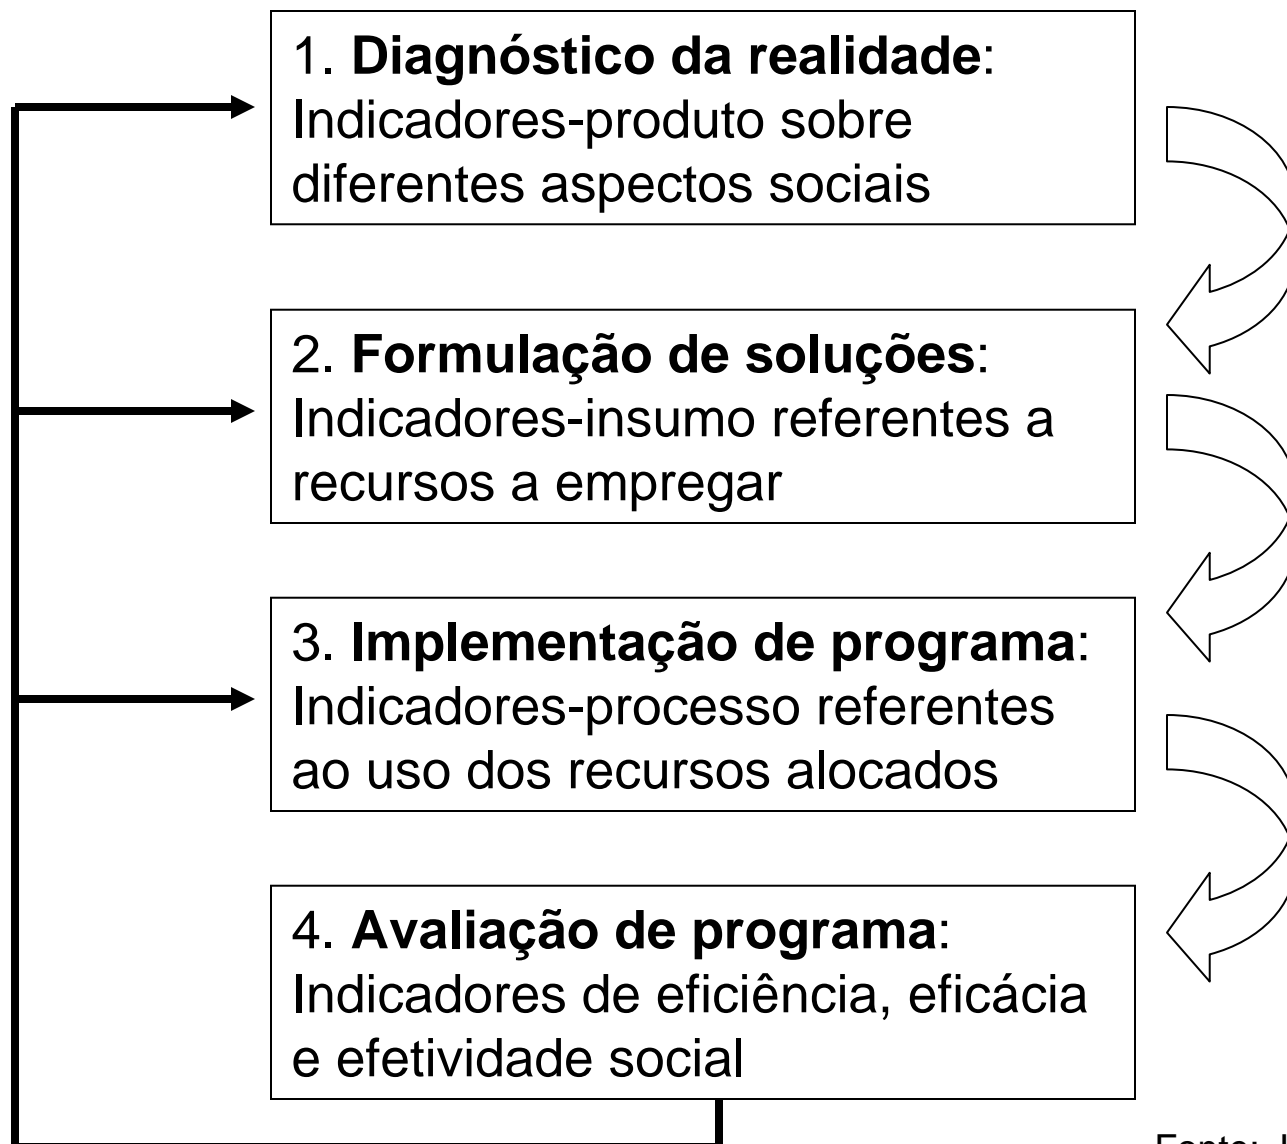 1. Diagnóstico da realidade:
Indicadores-produto sobre
diferentes aspectos sociais
2. Formulação de soluções:
Indicadores-insumo referentes a
recursos a empregar
3. Implementação de programa:
Indicadores-processo referentes
ao uso dos recursos alocados
4. Avaliação de programa:
Indicadores de eficiência, eficácia
e efetividade social
Fonte: